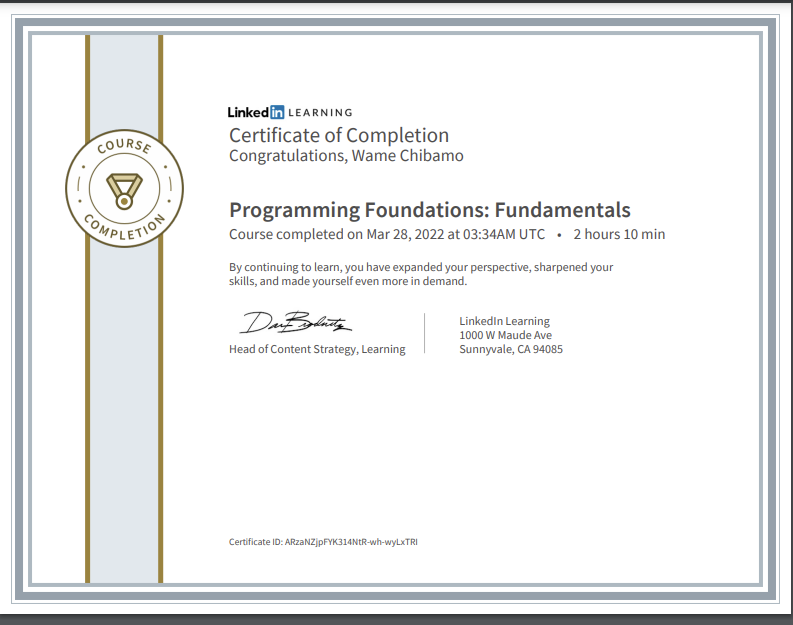 COURSE
COMPLETION
Linked in LEARNING
Certificate of Completion
Congratulations, Wame Chibamo
Programming Foundations: Fundamentals
Course completed on Mar 28, 2022 at 03:34AM UTC • 2 hours 10 min
By continuing to learn, you have expanded your perspective, sharpened your
skills, and made yourself even more in demand.
Head of Content Strategy, Learning
LinkedIn Learning
1000 W Maude Ave
Sunnyvale, CA 94085
Certificate ID: ARzaNZjpFYK314NtR-wh-wyLxTRI